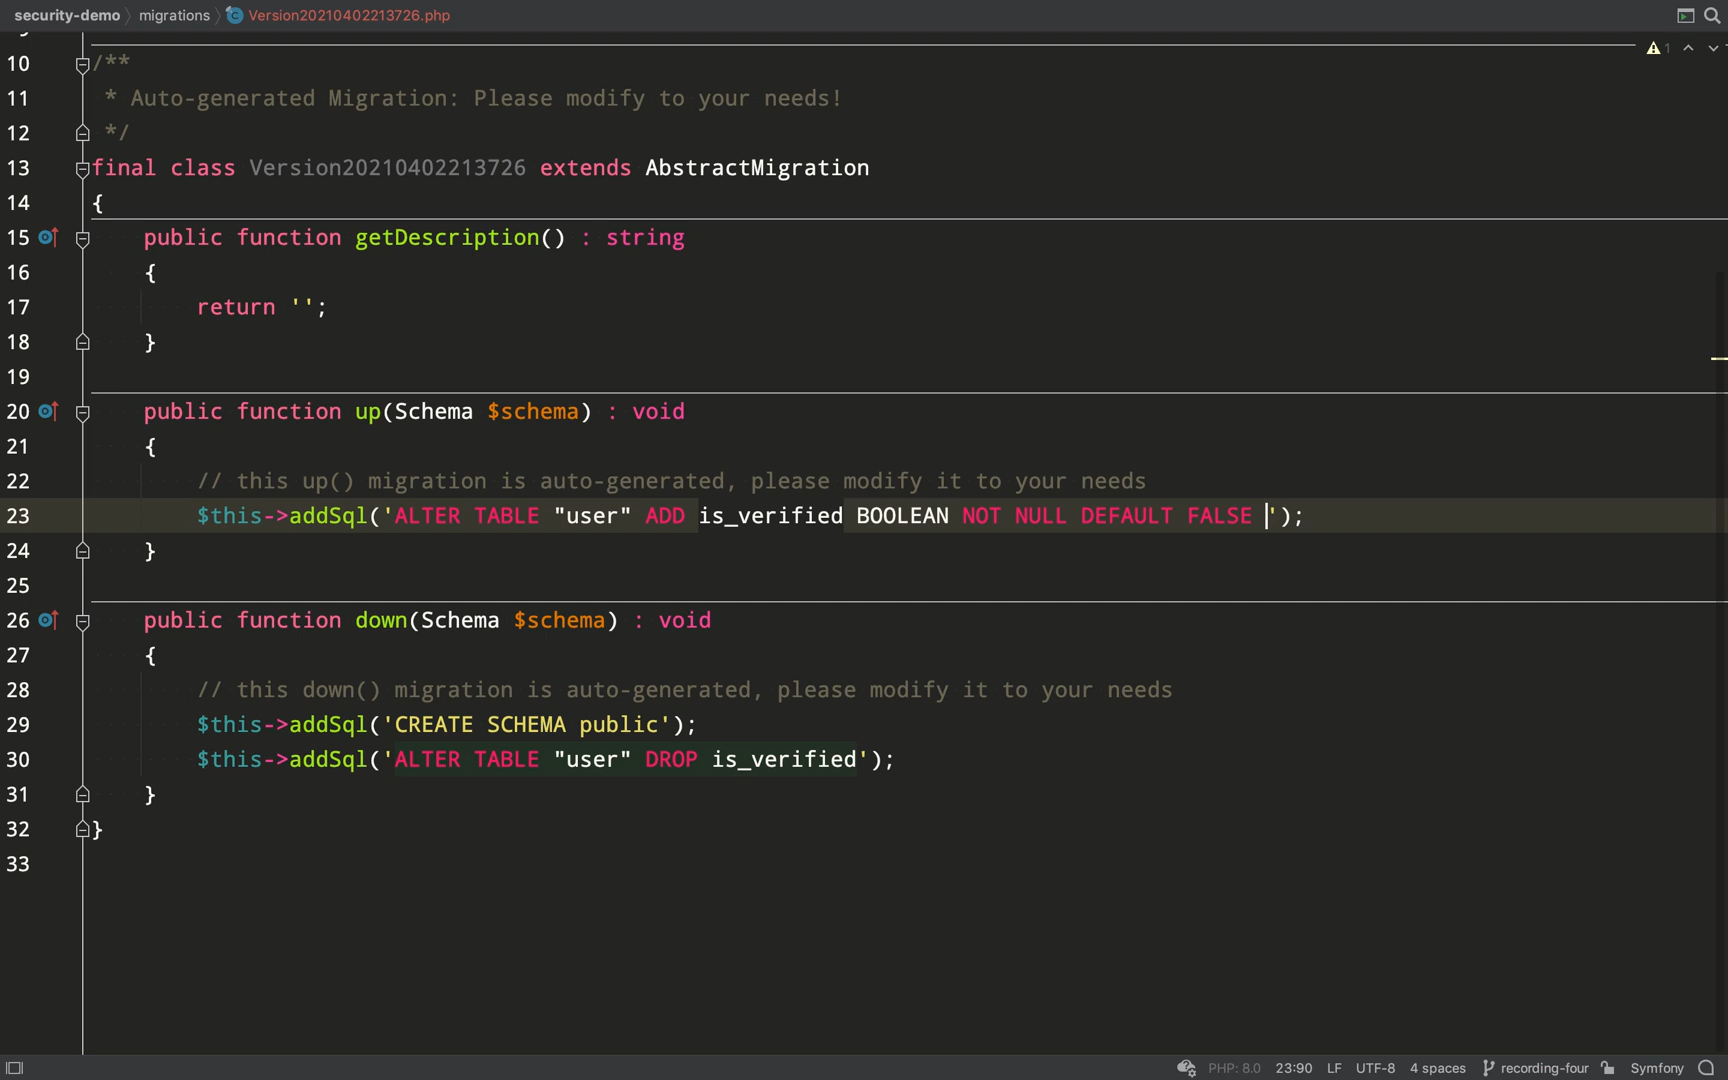 security-demo migrations Version20210402213726.php
1
10 /**
11 * Auto-generated Migration: Please modify to your needs!
12 */
13 final class Version20210402213726 extends AbstractMigration
14 {
15 public function getDescription() : string
16 {
17 return '';
18 }
19
20 public function up(Schema $schema) : void
21 {
22 // this up() migration is auto-generated, please modify it to your needs
23 $this->addSql('ALTER TABLE "user" ADD is_verified BOOLEAN NOT NULL DEFAULT FALSE ');
24 }
25
26 public function down(Schema $schema) : void
27 {
28 // this down() migration is auto-generated, please modify it to your needs
29 $this->addSql('CREATE SCHEMA public');
30 $this->addSql('ALTER TABLE "user" DROP is_verified');
31 }
32 }
33
PHP: 8.0 23:90 LF UTF-8 4 spaces recording-four Symfony